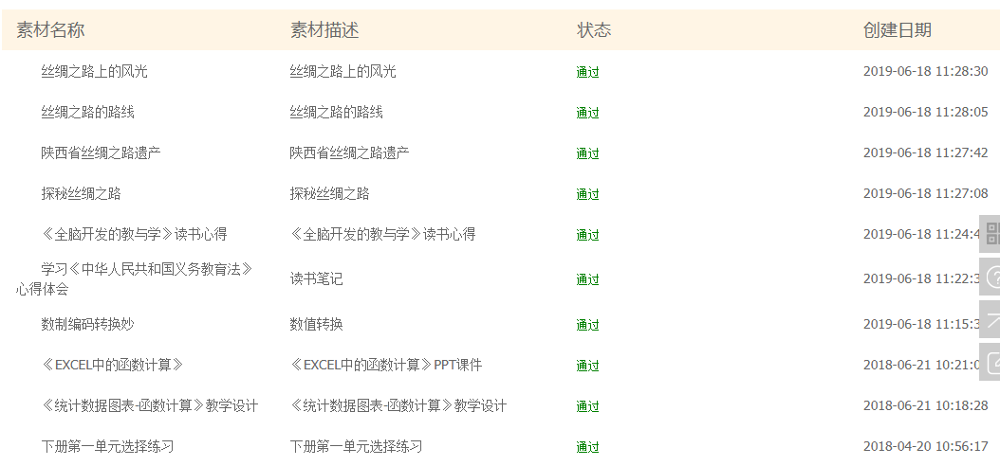 素材名称 素材描述 状态 创建日期
丝绸之路上的风光 丝绸之路上的风光 通过 2019-06-18 11:28:30
丝绸之路的路线 丝绸之路的路线 通过 2019-06-18 11:28:05
陕西省丝绸之路遗产 陕西省丝绸之路遗产 通过 2019-06-18 11:27:42
探秘丝绸之路 探秘丝绸之路 通过 2019-06-18 11:27:08
《全脑开发的教与学》读书心得 《全脑开发的教与学》读书心得 通过 2019-06-18 11:24:4
学习《中华人民共和国义务教育法》
心得体会 读书笔记 通过 2019-06-18 11:22:3
数制编码转换妙 数值转换 通过 2019-06-18 11:15:3
《EXCEL中的函数计算》 《EXCEL中的函数计算》PPT课件 通过 2018-06-21 10:21:0
《统计数据图表-函数计算》教学设计 《统计数据图表-函数计算》教学设计 通过 2018-06-21 10:18:28
下册第一单元选择练习 下册第一单元选择练习 通过 2018-04-20 10:56:17